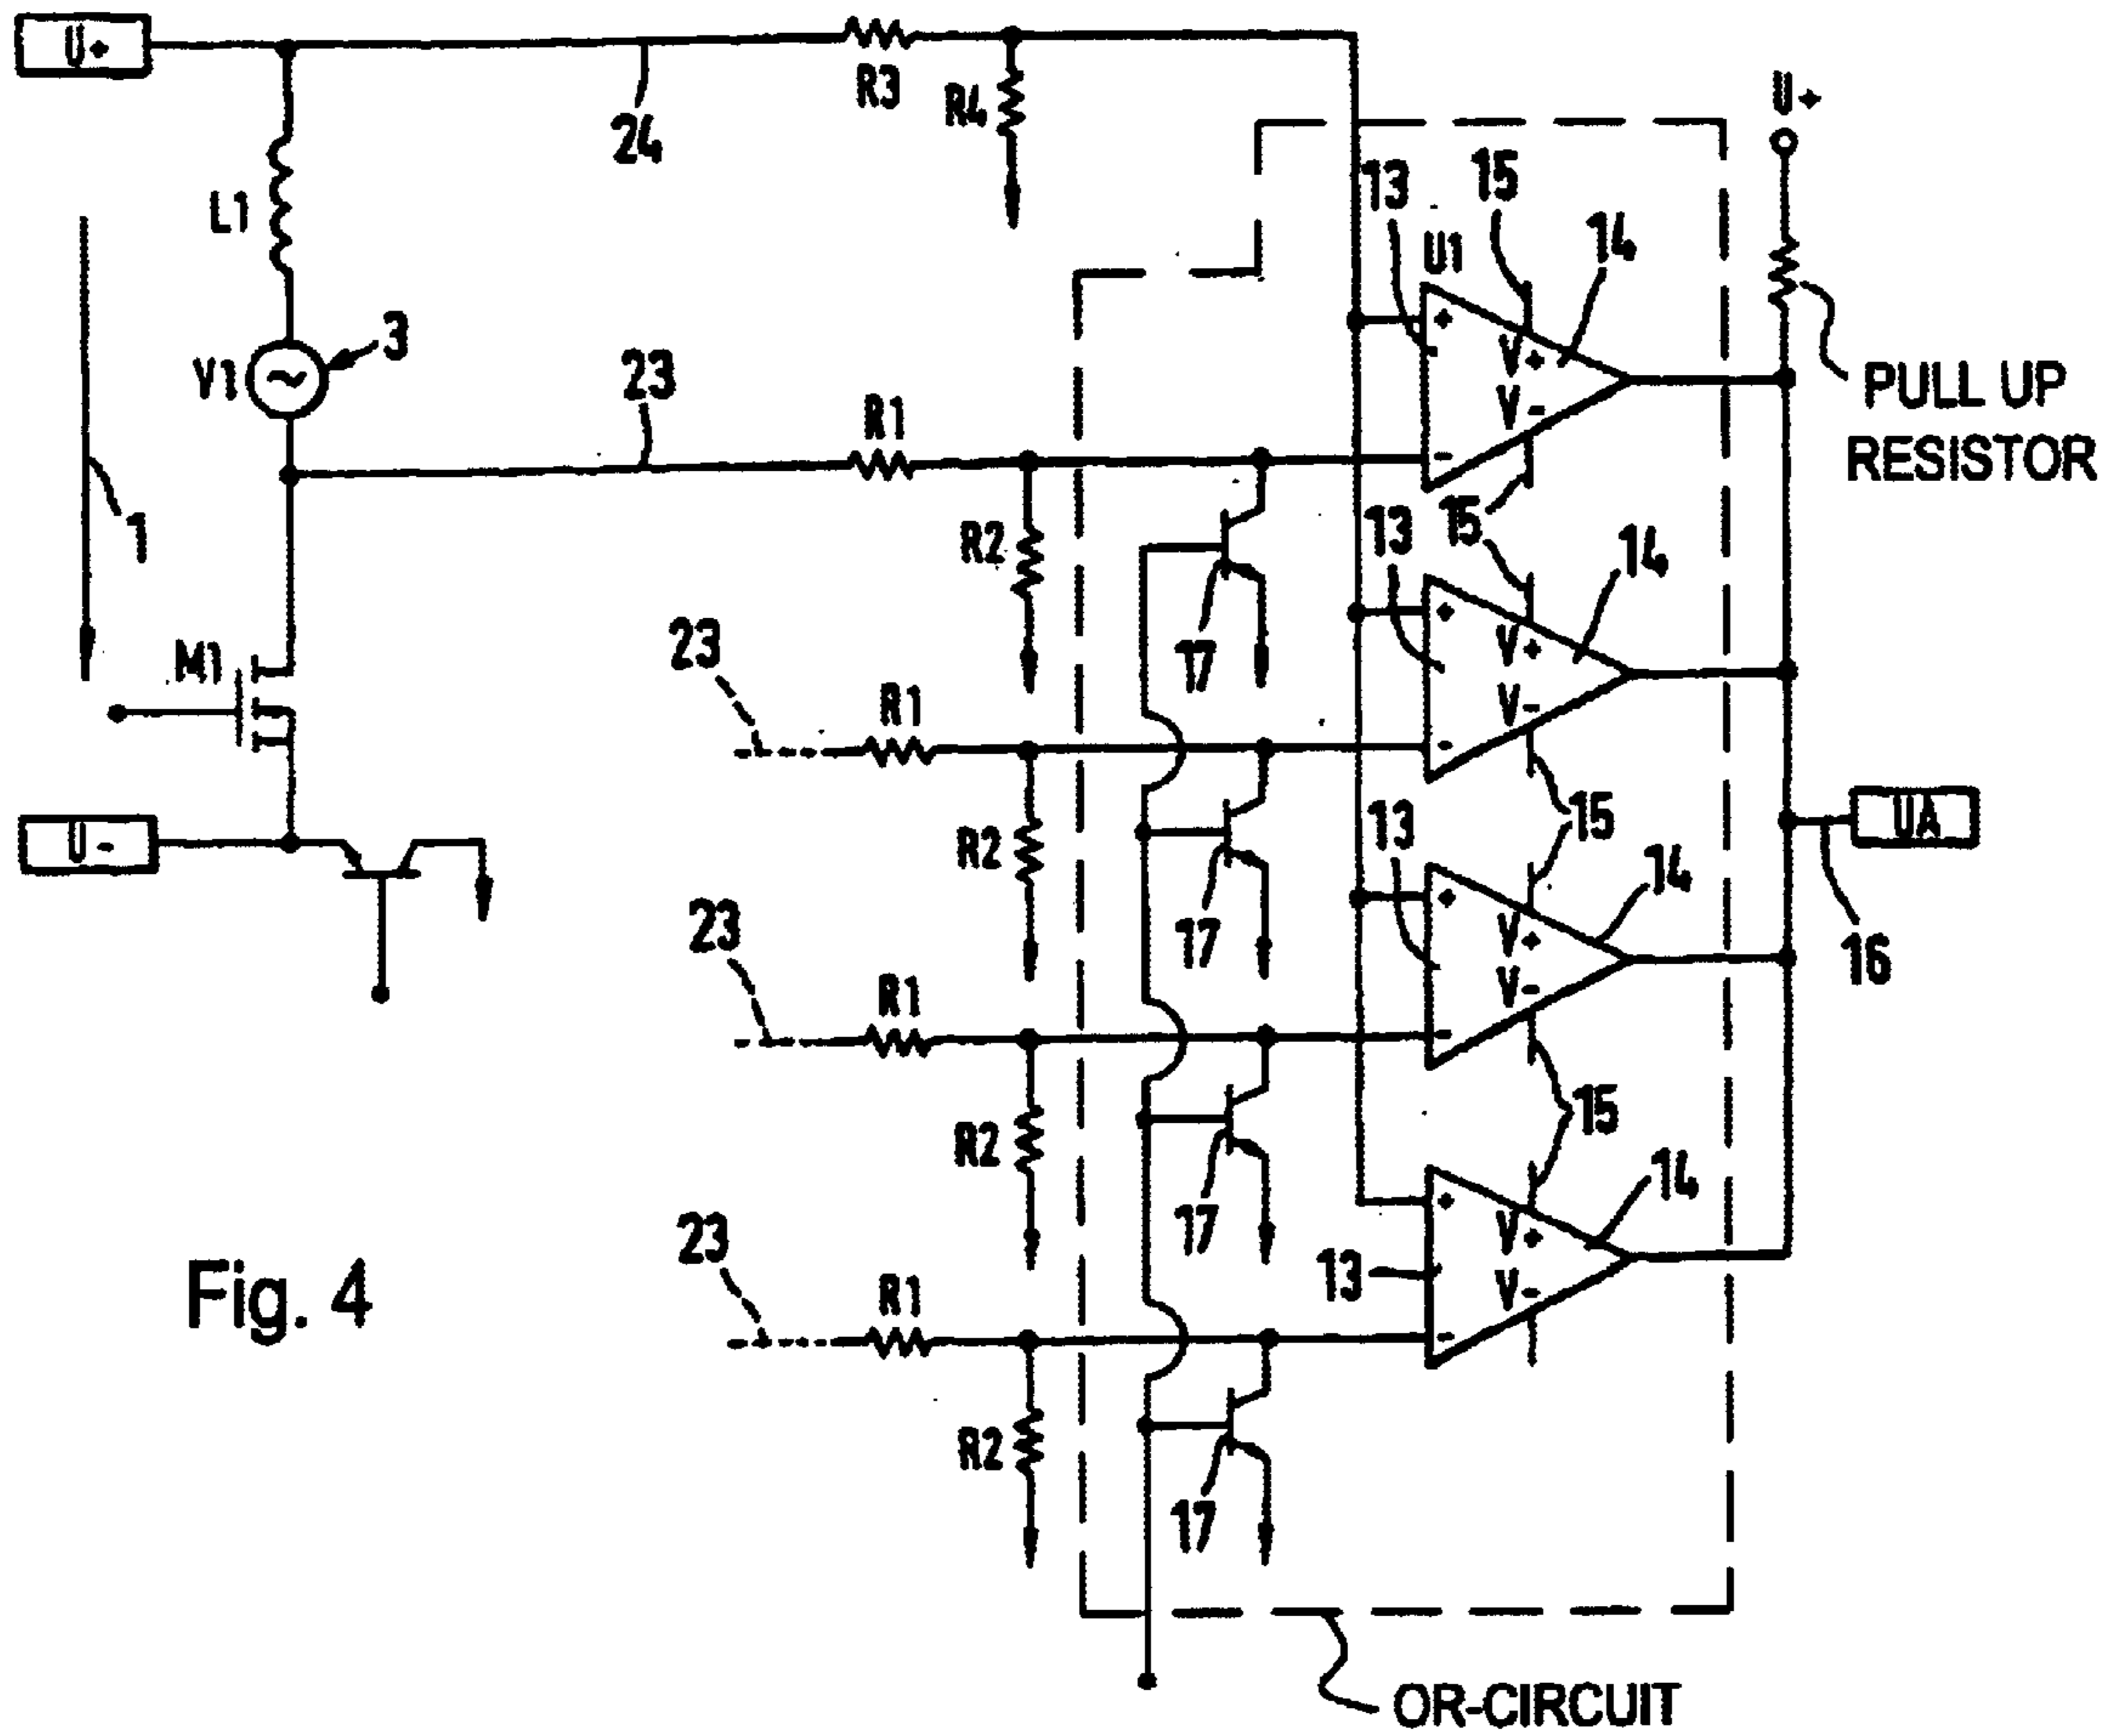 U+
R3
R4
24
U+
L1
13
15
U1
14
+
V+
V-
-
3
V1
23
R1
PULL UP
RESISTOR
1
R2
15
13
14
+
V+
V-
-
17
23
R1
M1
15
UA
16
U-
R2
13
14
+
V+
V-
-
17
23
R1
15
R2
14
+
V+
V-
-
13
17
23
R1
Fig. 4
R2
17
OR-CIRCUIT